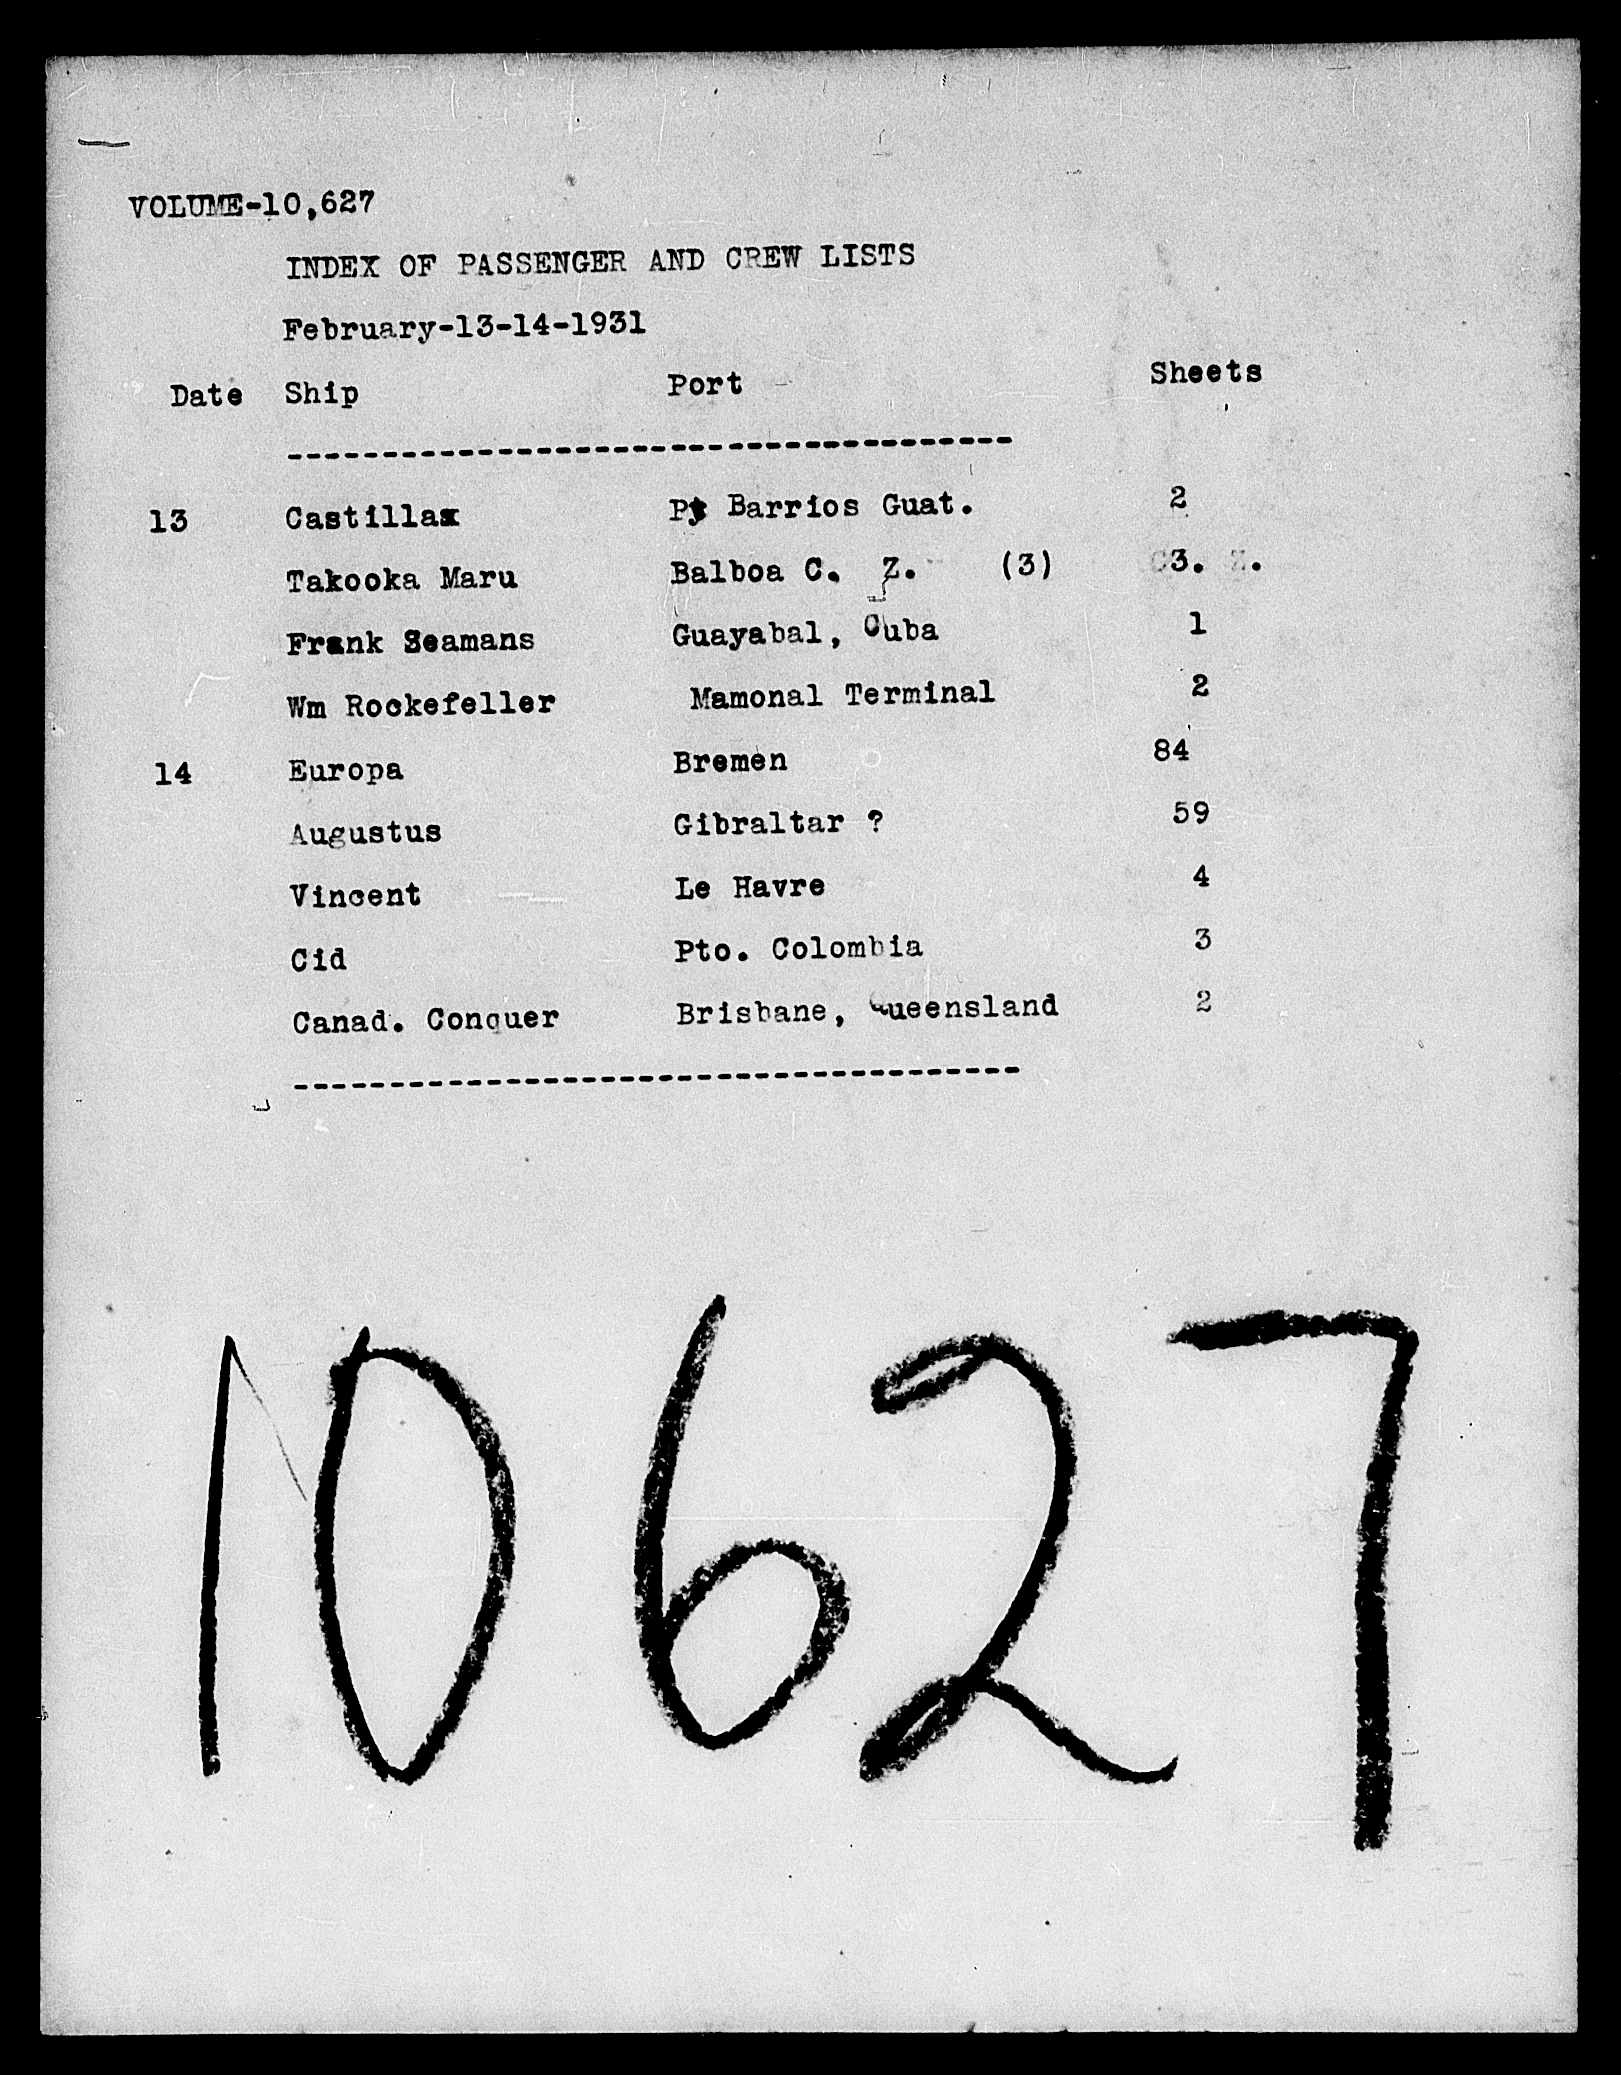 VOLUME-10,627
INDEX OF PASSENGER AND CREW LISTS
February-13-14-1931
Date Ship Port Sheets
---------------------------------------
13 Castillax Pt Barrios Guat. 2
Takooka Maru Balboa C. Z. (3) 3. Z.
Frank Seamans Guayabal, Cuba 1
Wm Rockefeller Mamonal Terminal 2
14 Europa Bremen 84
Augustus Gibraltar ? 59
Vincent Le Havre 4
Cid Pto. Colombia 3
Canad. Conquer Brisbane, Queensland 2
---------------------------------------
10627